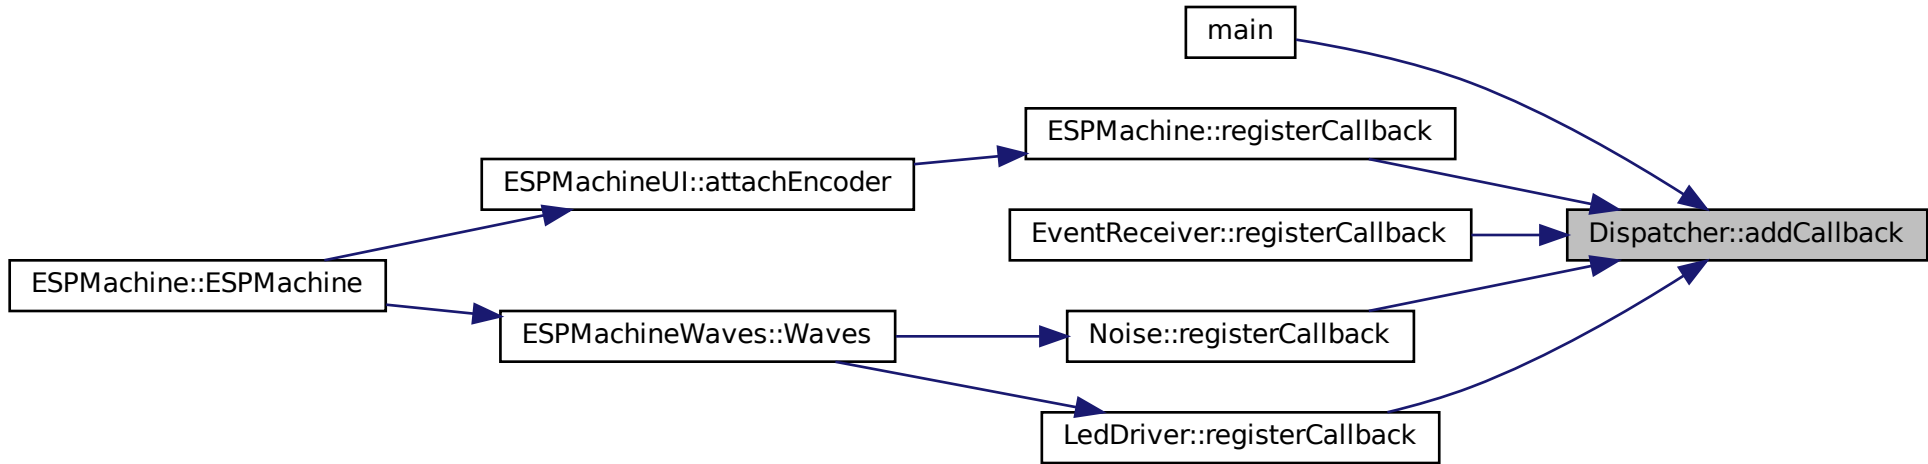 main
ESPMachine::registerCallback
ESPMachineUI::attachEncoder
EventReceiver::registerCallback
Dispatcher::addCallback
ESPMachine::ESPMachine
ESPMachineWaves::Waves
Noise::registerCallback
LedDriver::registerCallback